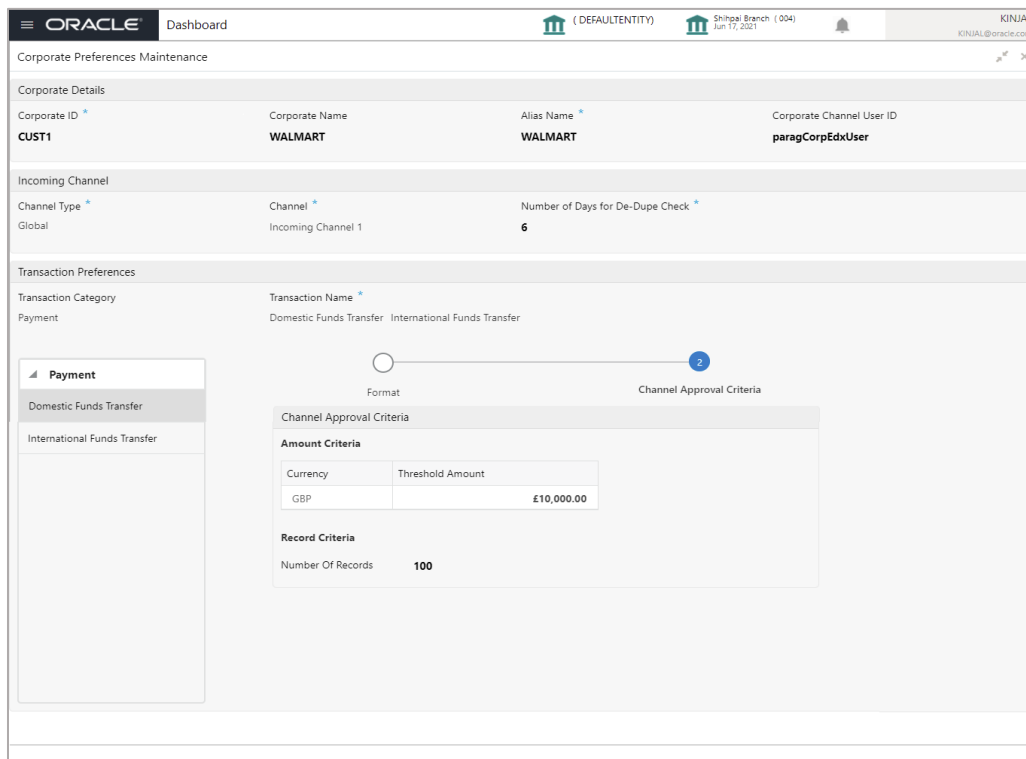 ORACLE Dashboard ( DEFAULTENTITY) Shihpai Branch ( 004) KINJA
Jun 17, 2021 KINJAL@oracle.co
Corporate Preferences Maintenance
Corporate Details
Corporate ID * Corporate Name Alias Name * Corporate Channel User ID
CUST1 WALMART WALMART paragCorpEdxUser
Incoming Channel
Channel Type * Channel * Number of Days for De-Dupe Check *
Global Incoming Channel 1 6
Transaction Preferences
Transaction Category Transaction Name *
Payment Domestic Funds Transfer International Funds Transfer
Payment
Domestic Funds Transfer
International Funds Transfer
2
Format Channel Approval Criteria
Channel Approval Criteria
Amount Criteria
Currency Threshold Amount
GBP £10,000.00
Record Criteria
Number Of Records 100